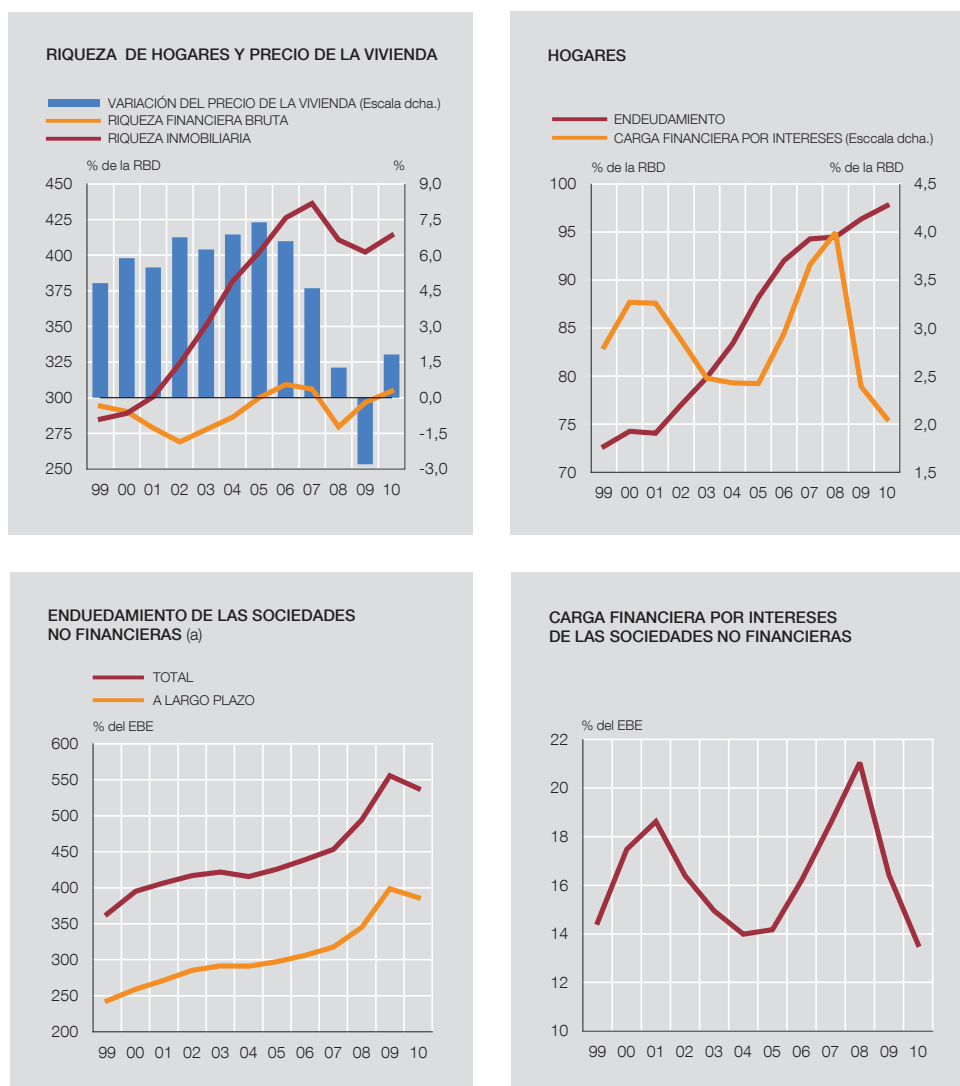 RIQUEZA DE HOGARES Y PRECIO DE LA VIVIENDA
VARIACIÓN DEL PRECIO DE LA VIVIENDA (Escala dcha.)
RIQUEZA FINANCIERA BRUTA
RIQUEZA INMOBILIARIA
% de la RBD %
450 9,0
425 7,5
400 6,0
375 4,5
350 3,0
325 1,5
300 0,0
275 -1,5
250 -3,0
99 00 01 02 03 04 05 06 07 08 09 10
HOGARES
ENDEUDAMIENTO
CARGA FINANCIERA POR INTERESES (Esccala dcha.)
% de la RBD % de la RBD
100 4,5
95 4,0
90 3,5
85 3,0
80 2,5
75 2,0
70 1,5
99 00 01 02 03 04 05 06 07 08 09 10
ENDUEDAMIENTO DE LAS SOCIEDADES
NO FINANCIERAS (a)
TOTAL
A LARGO PLAZO
% del EBE
600
550
500
450
400
350
300
250
200
99 00 01 02 03 04 05 06 07 08 09 10
CARGA FINANCIERA POR INTERESES
DE LAS SOCIEDADES NO FINANCIERAS
% del EBE
22
20
18
16
14
12
10
99 00 01 02 03 04 05 06 07 08 09 10